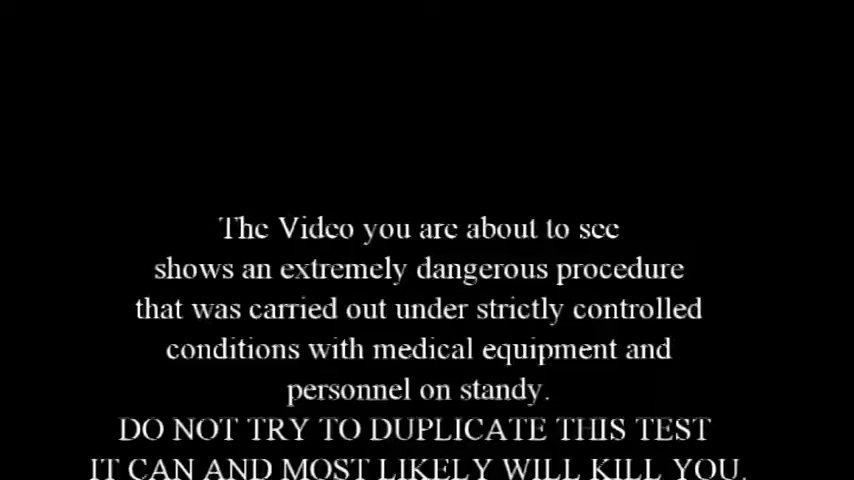 The Video you are about to see
shows an extremely dangerous procedure
that was carried out under strictly controlled
conditions with medical equipment and
personnel on standy.
DO NOT TRY TO DUPLICATE THIS TEST
IT CAN AND MOST LIKELY WILL KILL YOU.